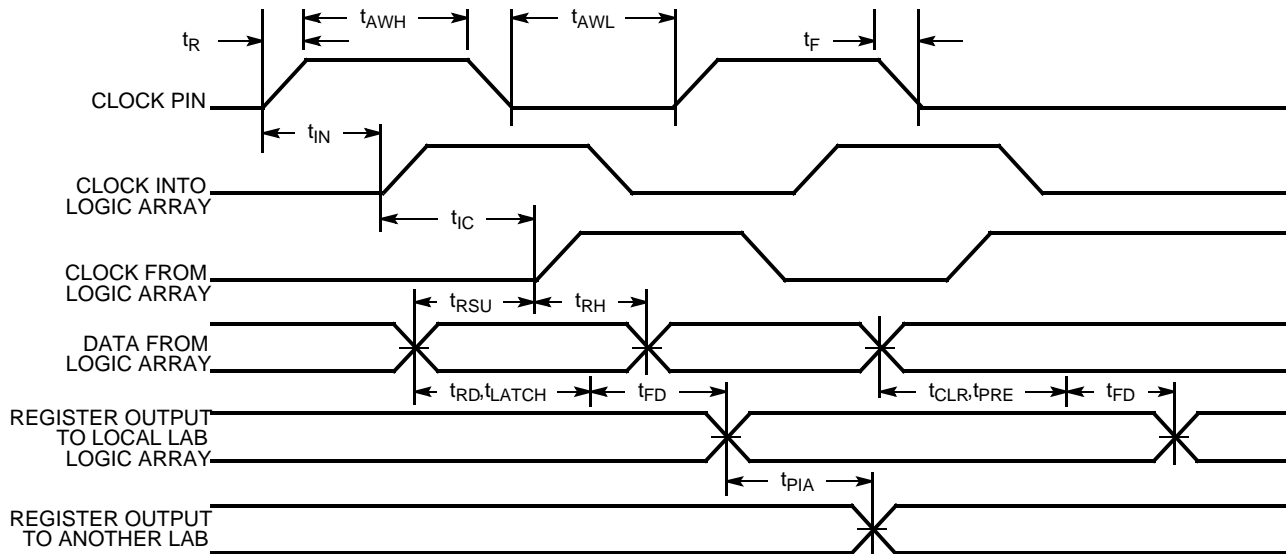 tAWH
tAWL
tR
tF
CLOCK PIN
tIN
CLOCK INTO
LOGIC ARRAY
tIC
CLOCK FROM
LOGIC ARRAY
tRSU
tRH
DATA FROM
LOGIC ARRAY
tRD,tLATCH
tFD
tCLR,tPRE
tFD
REGISTER OUTPUT
TO LOCAL LAB
LOGIC ARRAY
tPIA
REGISTER OUTPUT
TO ANOTHER LAB